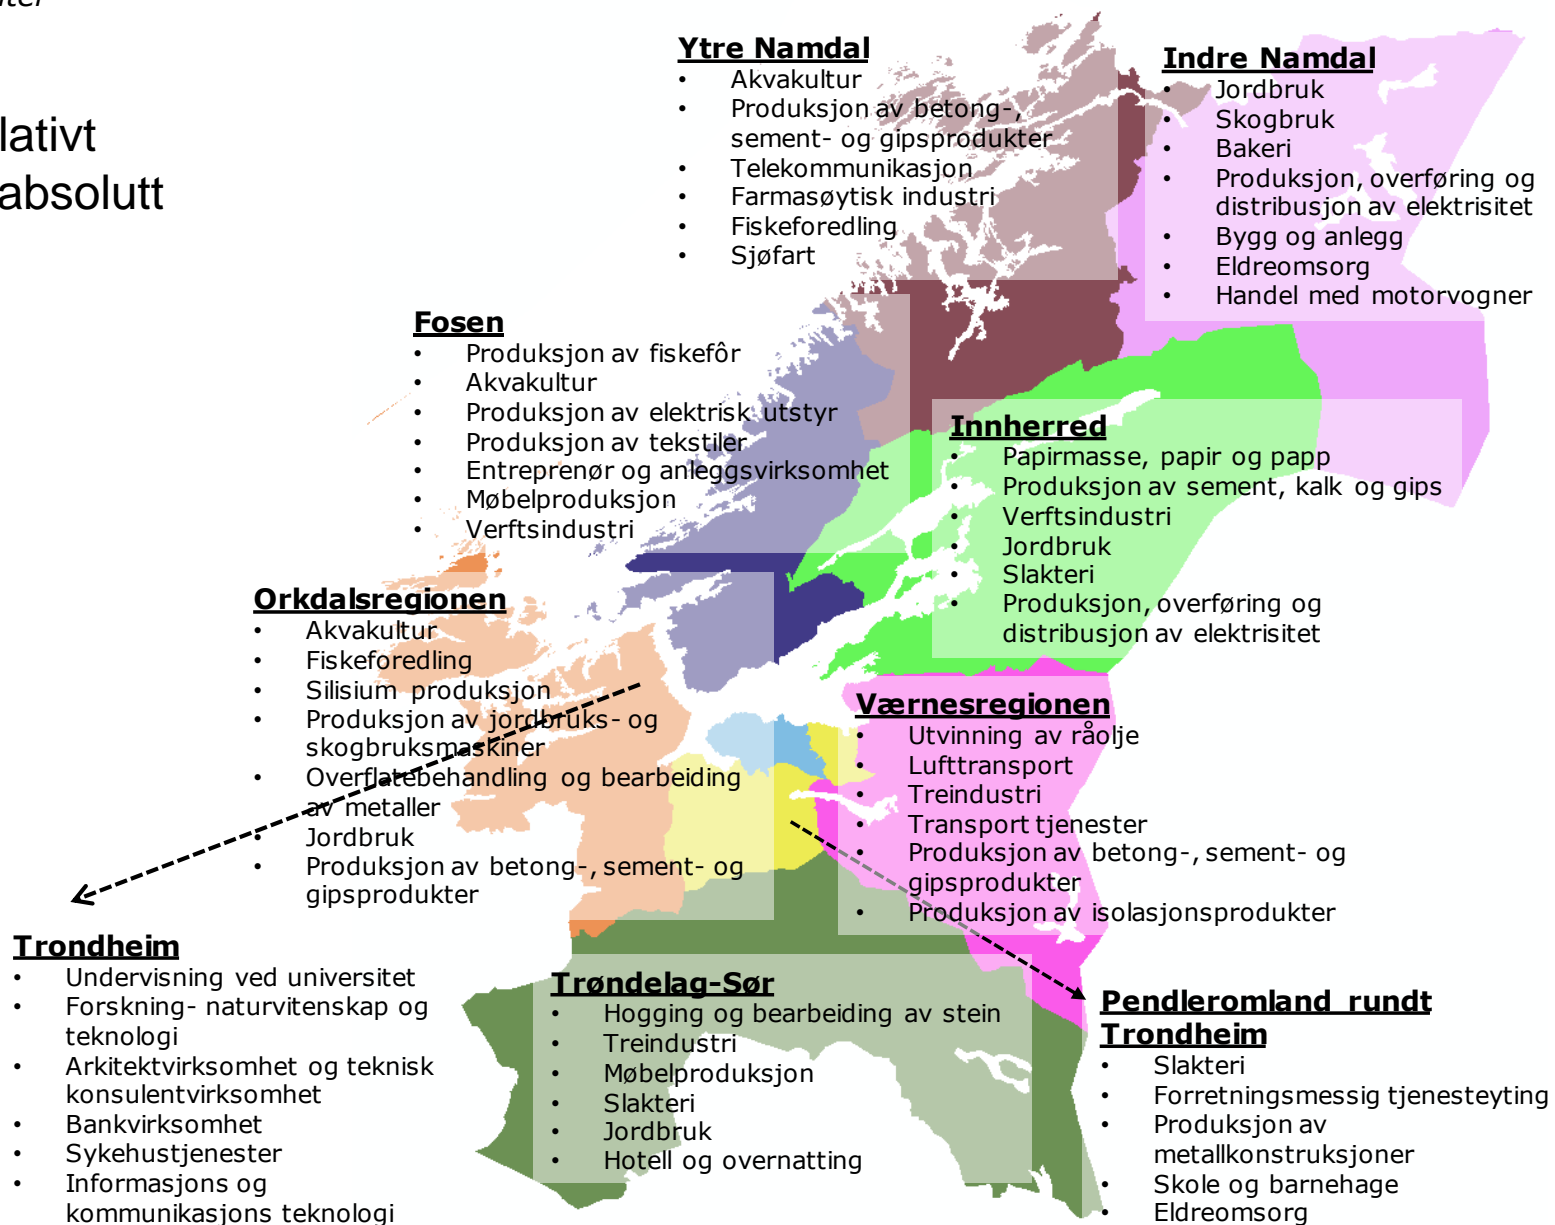 lativt
absolutt
Ytre Namdal
• Akvakultur
• Produksjon av betong-,
sement- og gipsprodukter
• Telekommunikasjon
• Farmasøytisk industri
• Fiskeforedling
• Sjøfart
Indre Namdal
• Jordbruk
• Skogbruk
• Bakeri
• Produksjon, overføring og
distribusjon av elektrisitet
• Bygg og anlegg
• Eldreomsorg
• Handel med motorvogner
Fosen
• Produksjon av fiskefôr
• Akvakultur
• Produksjon av elektrisk utstyr
• Produksjon av tekstiler
• Entreprenør og anleggsvirksomhet
• Møbelproduksjon
• Verftsindustri
Innherred
• Papirmasse, papir og papp
• Produksjon av sement, kalk og gips
• Verftsindustri
• Jordbruk
• Slakteri
• Produksjon, overføring og
distribusjon av elektrisitet
Orkdalsregionen
• Akvakultur
• Fiskeforedling
• Silisium produksjon
• Produksjon av jordbruks- og
skogbruksmaskiner
• Overflatebehandling og bearbeiding
av metaller
• Jordbruk
• Produksjon av betong-, sement- og
gipsprodukter
Værnesregionen
• Utvinning av råolje
• Lufttransport
• Treindustri
• Transport tjenester
• Produksjon av betong-, sement- og
gipsprodukter
• Produksjon av isolasjonsprodukter
Trondheim
• Undervisning ved universitet
• Forskning- naturvitenskap og
teknologi
• Arkitektvirksomhet og teknisk
konsulentvirksomhet
• Bankvirksomhet
• Sykehustjenester
• Informasjons og
kommunikasjons teknologi
Trøndelag-Sør
• Hogging og bearbeiding av stein
• Treindustri
• Møbelproduksjon
• Slakteri
• Jordbruk
• Hotell og overnatting
Pendleromland rundt
Trondheim
• Slakteri
• Forretningsmessig tjenesteyting
• Produksjon av
metallkonstruksjoner
• Skole og barnehage
• Eldreomsorg